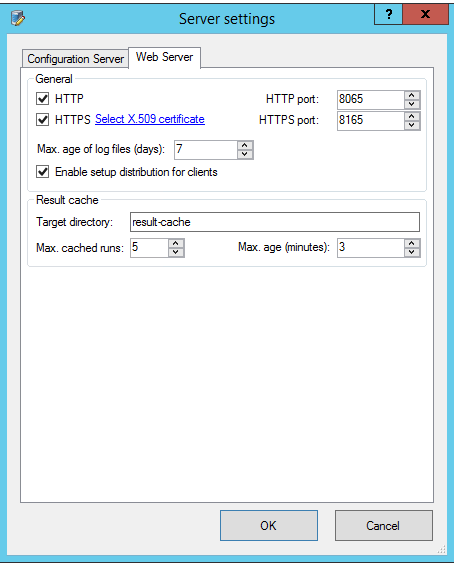 Server settings
? x
Configuration Server Web Server
General
HTTP HTTP port: 8065
HTTPS Select X.509 certificate HTTPS port: 8165
Max. age of log files (days): 7
Enable setup distribution for clients
Result cache
Target directory: result-cache
Max. cached runs: 5 Max. age (minutes): 3
OK Cancel